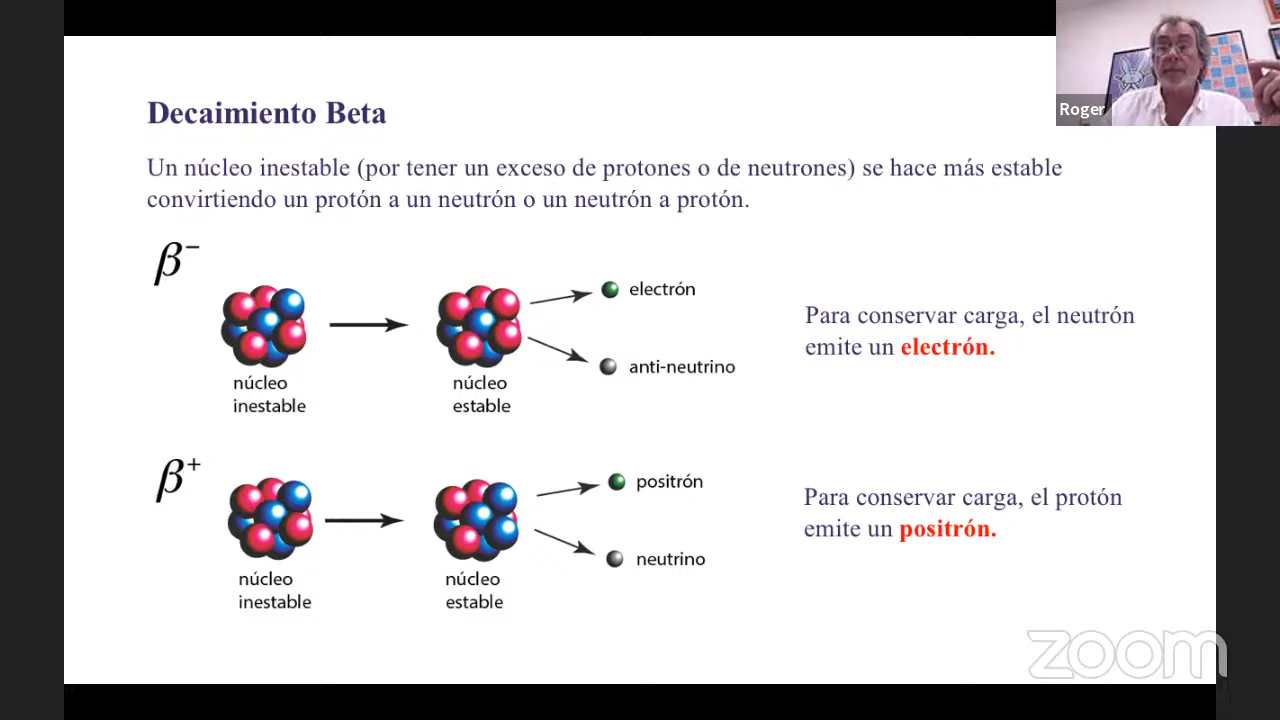 Roger
Decaimiento Beta
Un núcleo inestable (por tener un exceso de protones o de neutrones) se hace más estable
convirtiendo un protón a un neutrón o un neutrón a protón.
β−
electrón
anti-neutrino
núcleo
inestable
núcleo
estable
Para conservar carga, el neutrón
emite un electrón.
β+
positrón
neutrino
núcleo
inestable
núcleo
estable
Para conservar carga, el protón
emite un positrón.
zoom